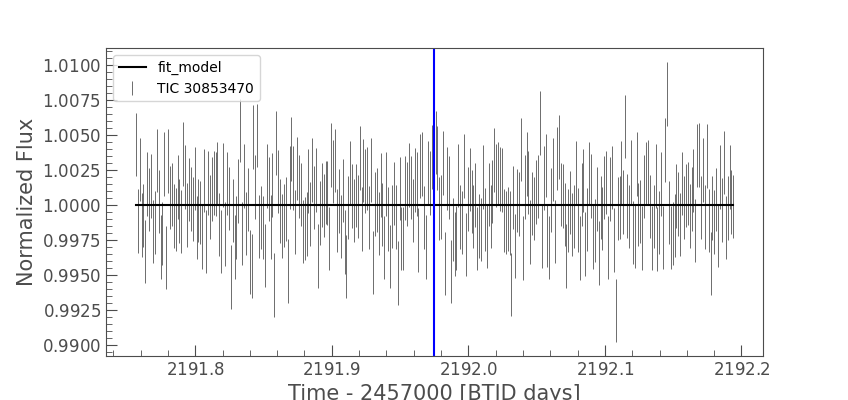 fit_model
TIC 30853470
1.0100
1.0075
1.0050
1.0025
1.0000
0.9975
0.9950
0.9925
0.9900
Normalized Flux
2191.8 2191.9 2192.0 2192.1 2192.2
Time - 2457000 [BTJD days]